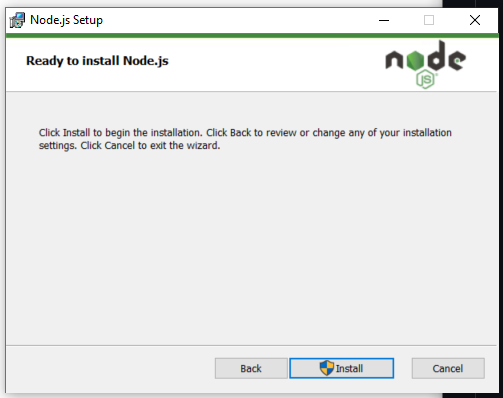 Node.js Setup
Ready to install Node.js
node
JS
Click Install to begin the installation. Click Back to review or change any of your installation
settings. Click Cancel to exit the wizard.
Back
Install
Cancel